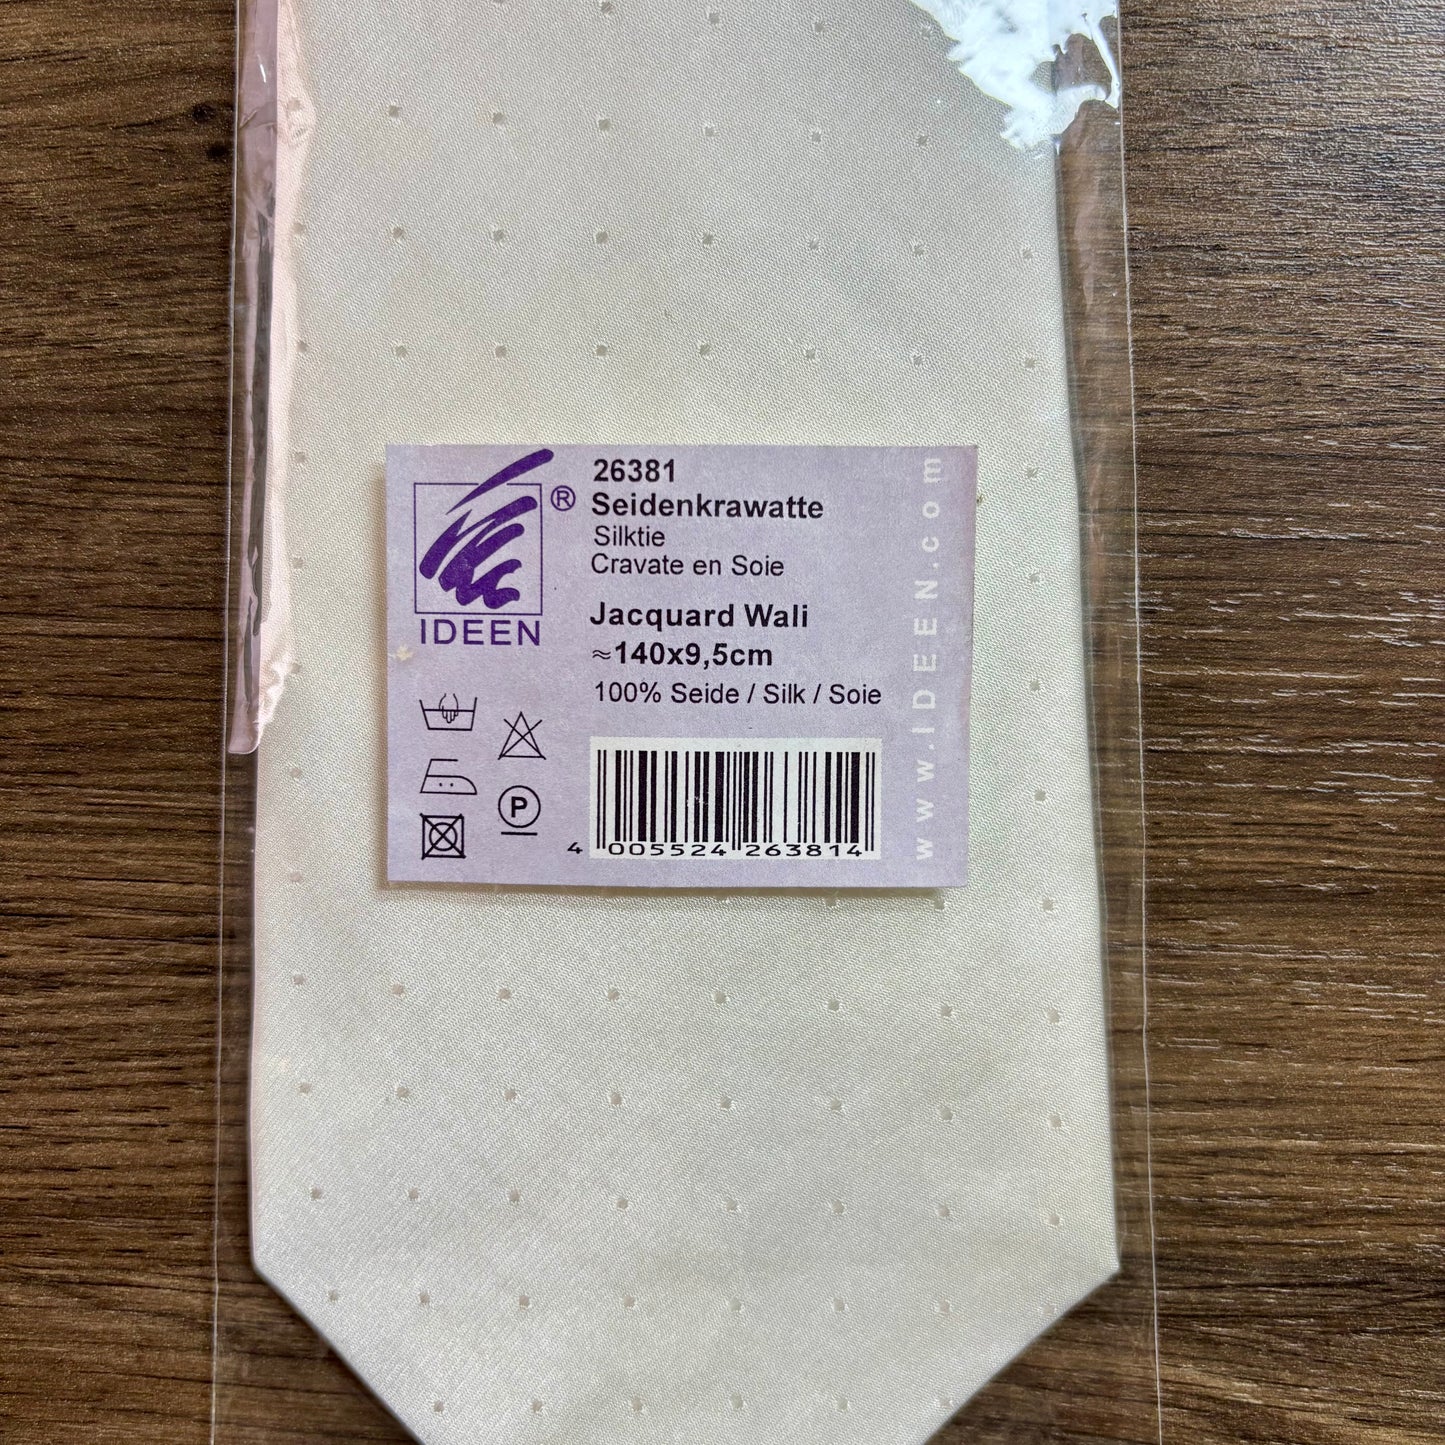 ®
IDEEN
26381
Seidenkrawatte
Silktie
Cravate en Soie
Jacquard Wali
≈140x9,5cm
100% Seide / Silk / Soie
P
4 005524 263814
www.IDEEN.com